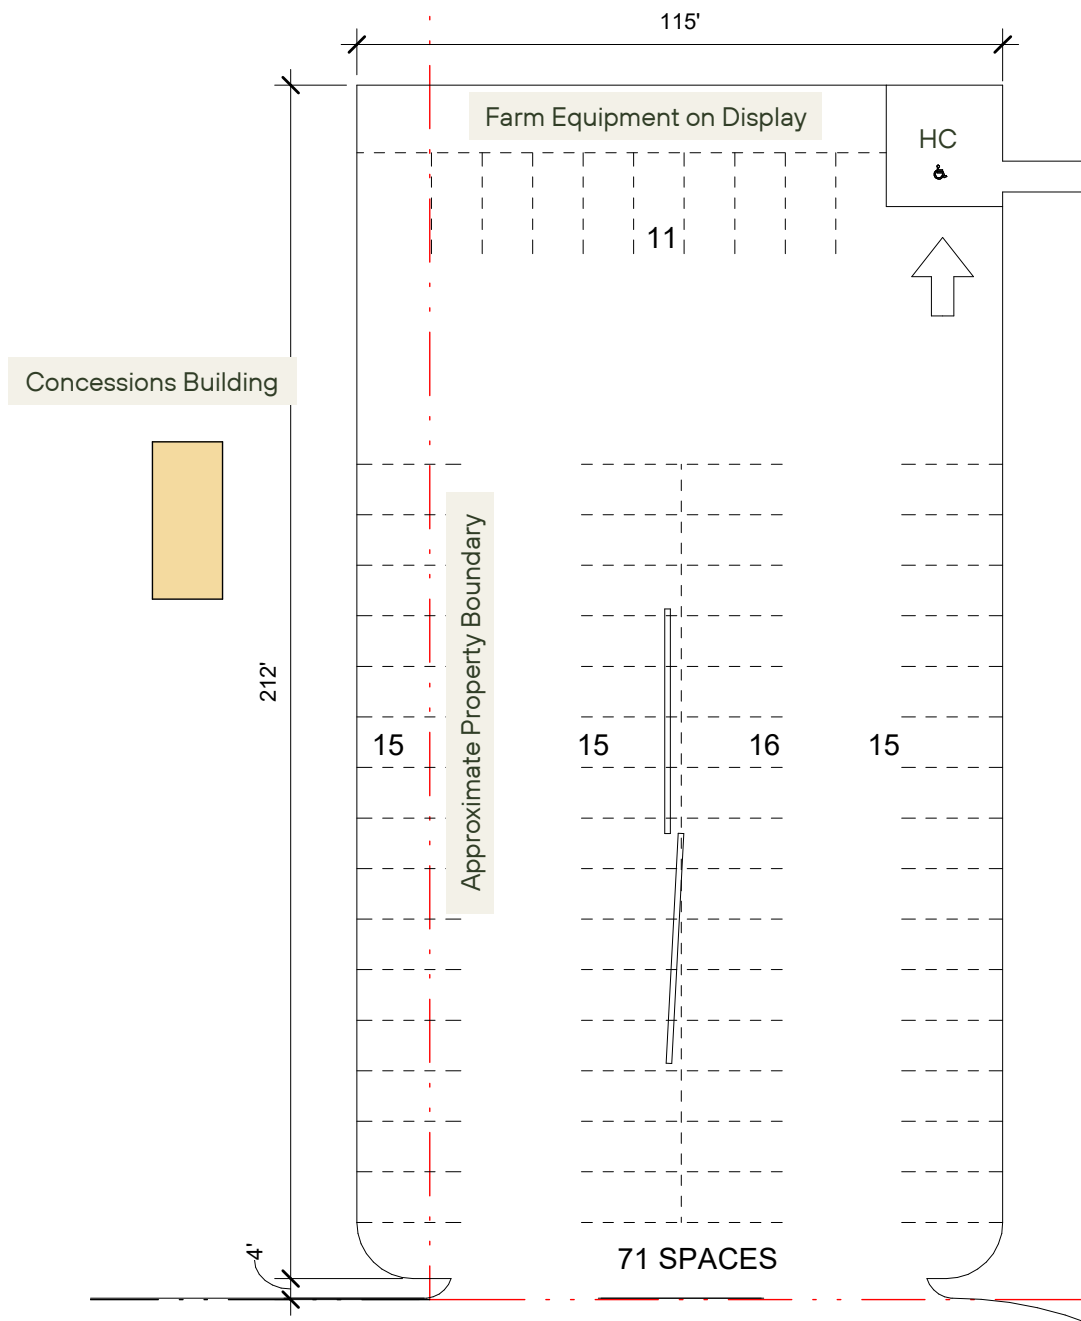 115'
Farm Equipment on Display
HC
11
Concessions Building
Approximate Property Boundary
212'
15
15
16
15
4'
71 SPACES